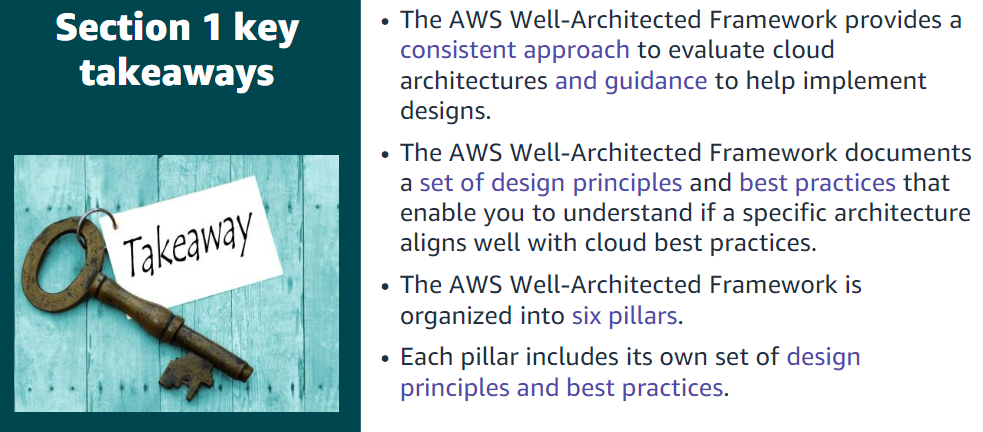 Section 1 key
takeaways
Takeaway
• The AWS Well-Architected Framework provides a
consistent approach to evaluate cloud
architectures and guidance to help implement
designs.
• The AWS Well-Architected Framework documents
a set of design principles and best practices that
enable you to understand if a specific architecture
aligns well with cloud best practices.
• The AWS Well-Architected Framework is
organized into six pillars.
• Each pillar includes its own set of design
principles and best practices.